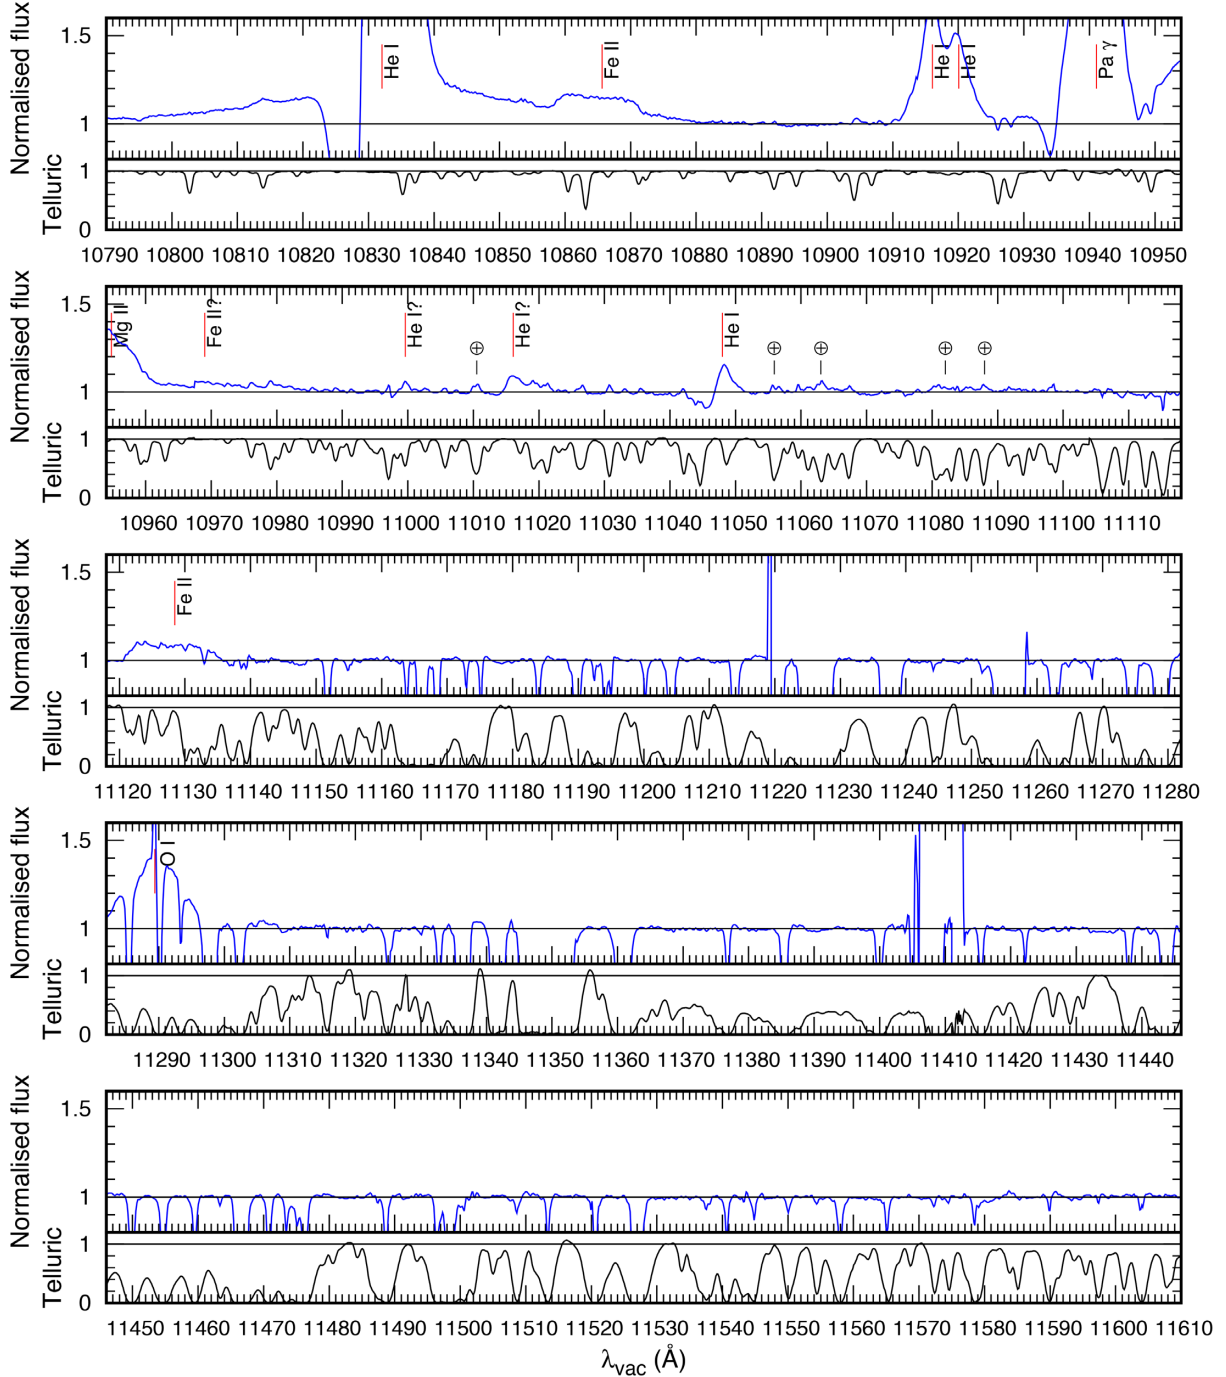 Normalised flux
1.5
1
He I
Fe II
He I
He I
Pa γ
Telluric
1
0
10790 10800 10810 10820 10830 10840 10850 10860 10870 10880 10890 10900 10910 10920 10930 10940 10950
Normalised flux
1.5
1
Mg II
Fe II?
He I?
⊕
He I?
He I
⊕
⊕
⊕
⊕
Telluric
1
0
10960 10970 10980 10990 11000 11010 11020 11030 11040 11050 11060 11070 11080 11090 11100 11110
Normalised flux
1.5
1
Fe II
Telluric
1
0
11120 11130 11140 11150 11160 11170 11180 11190 11200 11210 11220 11230 11240 11250 11260 11270 11280
Normalised flux
1.5
1
O I
Telluric
1
0
11290 11300 11310 11320 11330 11340 11350 11360 11370 11380 11390 11400 11410 11420 11430 11440
Normalised flux
1.5
1
Telluric
1
0
11450 11460 11470 11480 11490 11500 11510 11520 11530 11540 11550 11560 11570 11580 11590 11600 11610
λvac (Å)